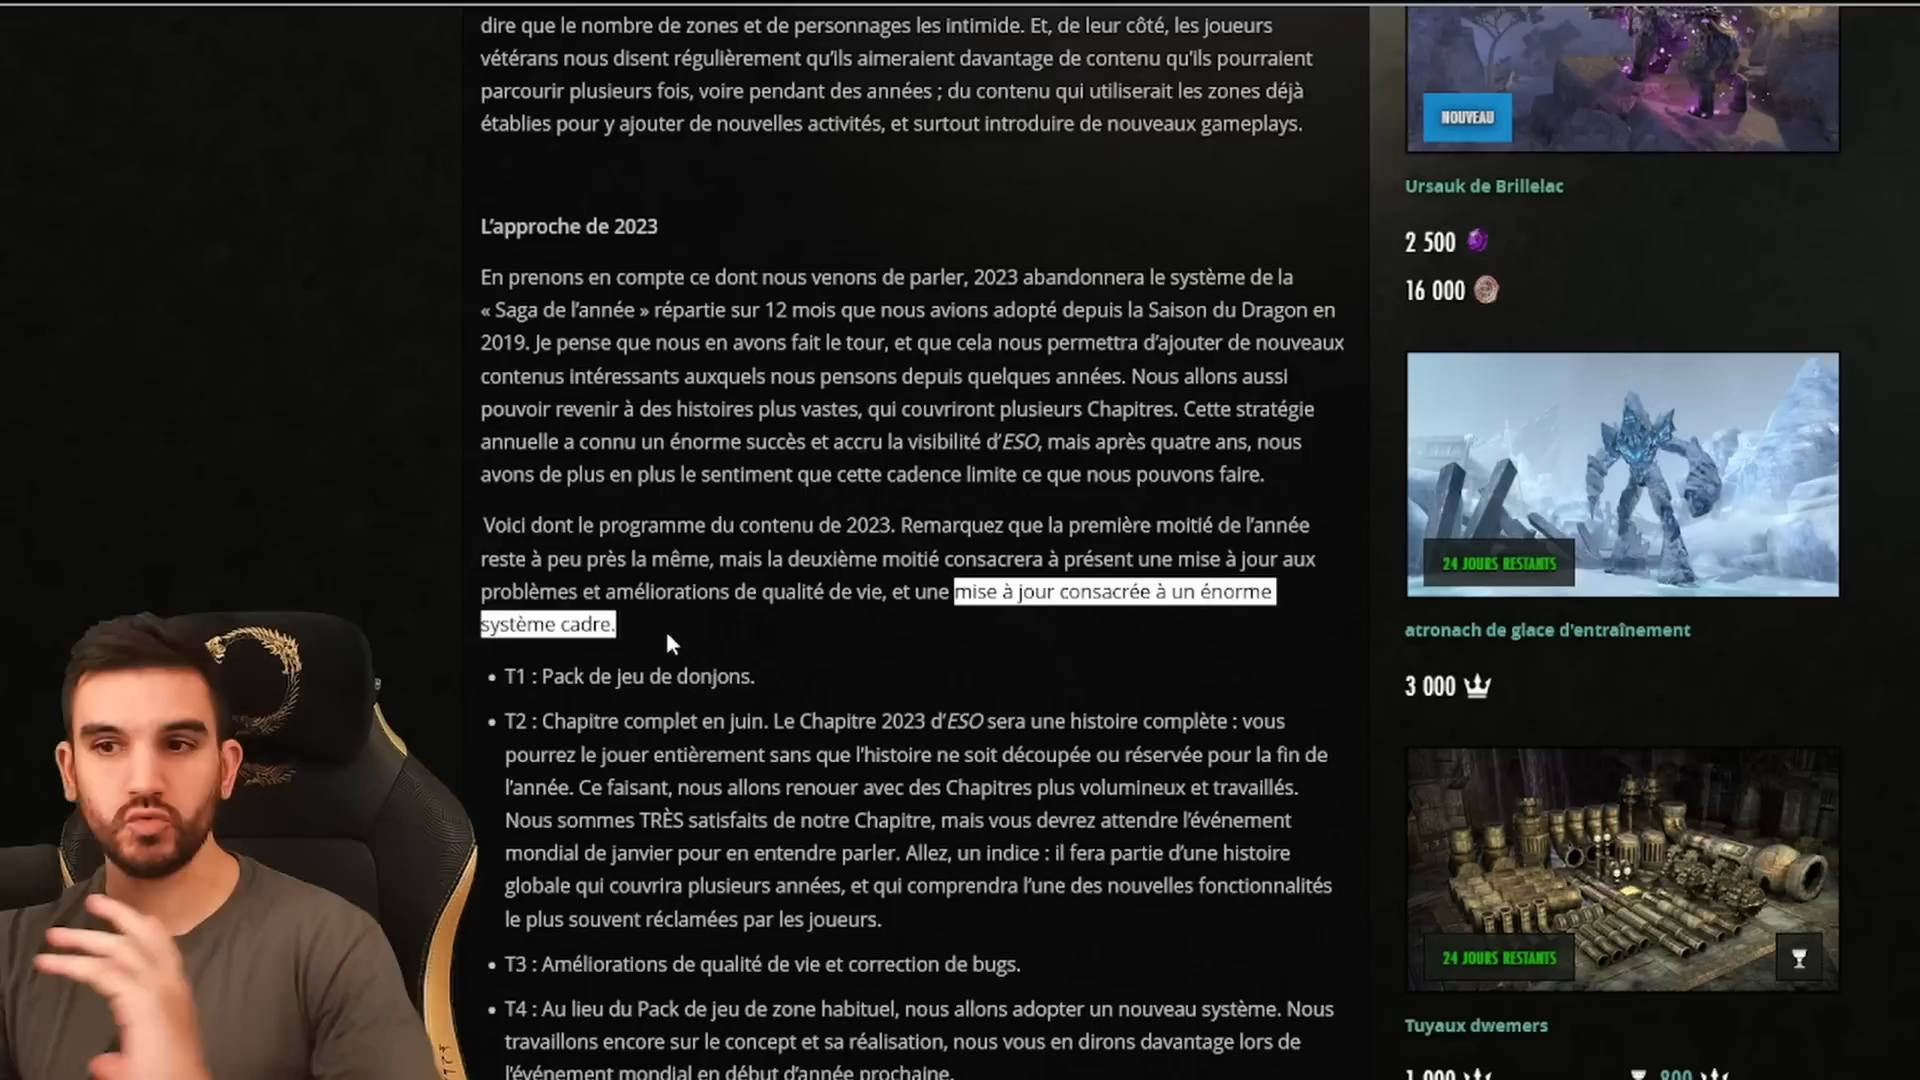 dire que le nombre de zones et de personnages les intimide. Et, de leur côté, les joueurs
vétérans nous disent régulièrement qu'ils aimeraient davantage de contenu qu'ils pourraient
parcourir plusieurs fois, voire pendant des années ; du contenu qui utiliserait les zones déjà
établies pour y ajouter de nouvelles activités, et surtout introduire de nouveaux gameplays.
L'approche de 2023
En prenons en compte ce dont nous venons de parler, 2023 abandonnera le système de la
« Saga de l'année » répartie sur 12 mois que nous avions adopté depuis la Saison du Dragon en
2019. Je pense que nous en avons fait le tour, et que cela nous permettra d'ajouter de nouveaux
contenus intéressants auxquels nous pensons depuis quelques années. Nous allons aussi
pouvoir revenir à des histoires plus vastes, qui couvriront plusieurs Chapitres. Cette stratégie
annuelle a connu un énorme succès et accru la visibilité d'ESO, mais après quatre ans, nous
avons de plus en plus le sentiment que cette cadence limite ce que nous pouvons faire.
Voici dont le programme du contenu de 2023. Remarquez que la première moitié de l'année
reste à peu près la même, mais la deuxième moitié consacrera à présent une mise à jour aux
problèmes et améliorations de qualité de vie, et une mise à jour consacrée à un énorme
système cadre.
• T1 : Pack de jeu de donjons.
• T2 : Chapitre complet en juin. Le Chapitre 2023 d'ESO sera une histoire complète : vous
pourrez le jouer entièrement sans que l'histoire ne soit découpée ou réservée pour la fin de
l'année. Ce faisant, nous allons renouer avec des Chapitres plus volumineux et travaillés.
Nous sommes TRÈS satisfaits de notre Chapitre, mais vous devrez attendre l'événement
mondial de janvier pour en entendre parler. Allez, un indice : il fera partie d'une histoire
globale qui couvrira plusieurs années, et qui comprendra l'une des nouvelles fonctionnalités
le plus souvent réclamées par les joueurs.
• T3 : Améliorations de qualité de vie et correction de bugs.
• T4 : Au lieu du Pack de jeu de zone habituel, nous allons adopter un nouveau système. Nous
travaillons encore sur le concept et sa réalisation, nous vous en dirons davantage lors de
l'événement mondial en début d'année prochaine.
NOUVEAU
Ursauk de Brillelac
2 500
16 000
24 JOURS RESTANTS
atronach de glace d'entraînement
3 000
24 JOURS RESTANTS
Tuyaux dwemers
1 000 800